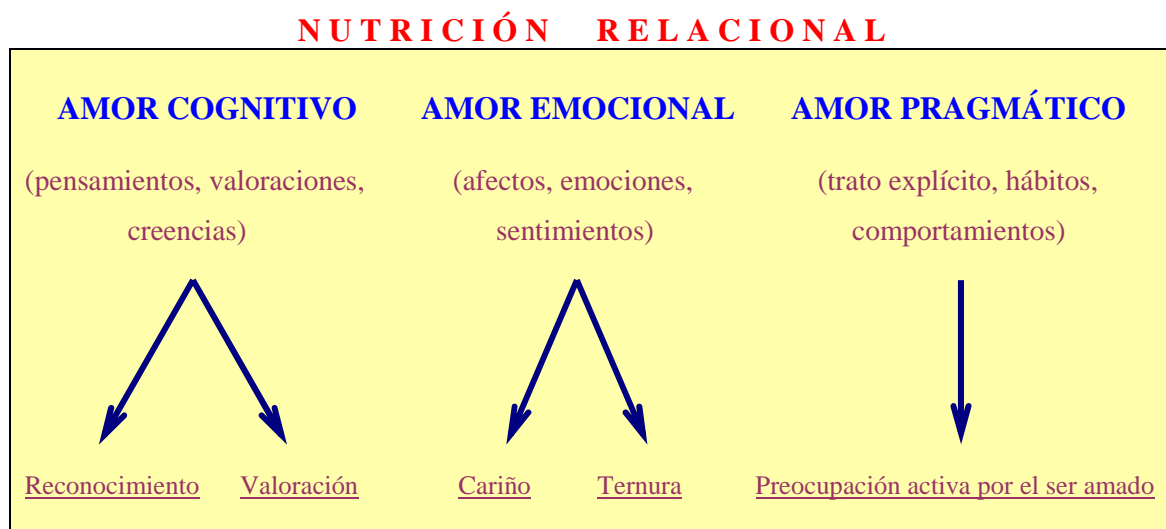 NUTRICIÓN RELACIONAL
AMOR COGNITIVO
(pensamientos, valoraciones,
creencias)
Reconocimiento Valoración
AMOR EMOCIONAL
(afectos, emociones,
sentimientos)
Cariño Ternura
AMOR PRAGMÁTICO
(trato explícito, hábitos,
comportamientos)
Preocupación activa por el ser amado